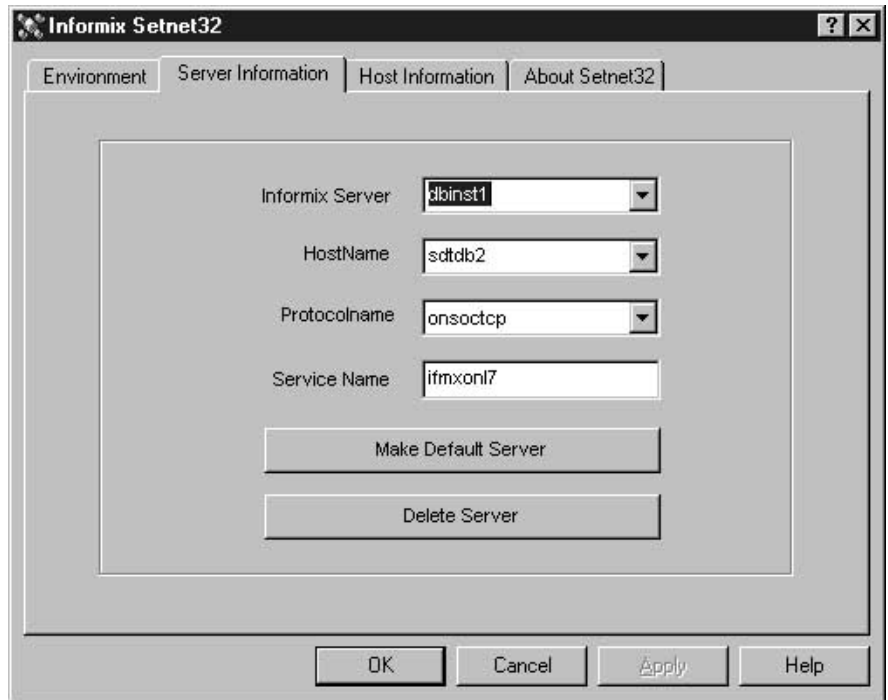 Informix Setnet32
Environment Server Information Host Information About Setnet32
Informix Server dbinst1
HostName sdtdb2
Protocolname onsoctcp
Service Name ifmxonl7
Make Default Server
Delete Server
OK Cancel Apply Help